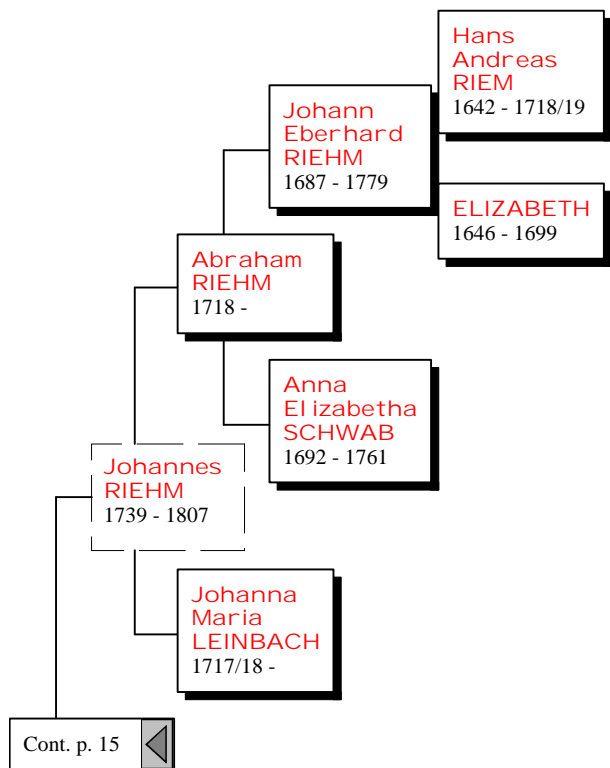 Hans
Andreas
RIEM
1642 - 1718/19
Johann
Eberhard
RIEHM
1687 - 1779
ELIZABETH
1646 - 1699
Abraham
RIEHM
1718 -
Anna
Elizabetha
SCHWAB
1692 - 1761
Johannes
RIEHM
1739 - 1807
Johanna
Maria
LEINBACH
1717/18 -
Cont. p. 15